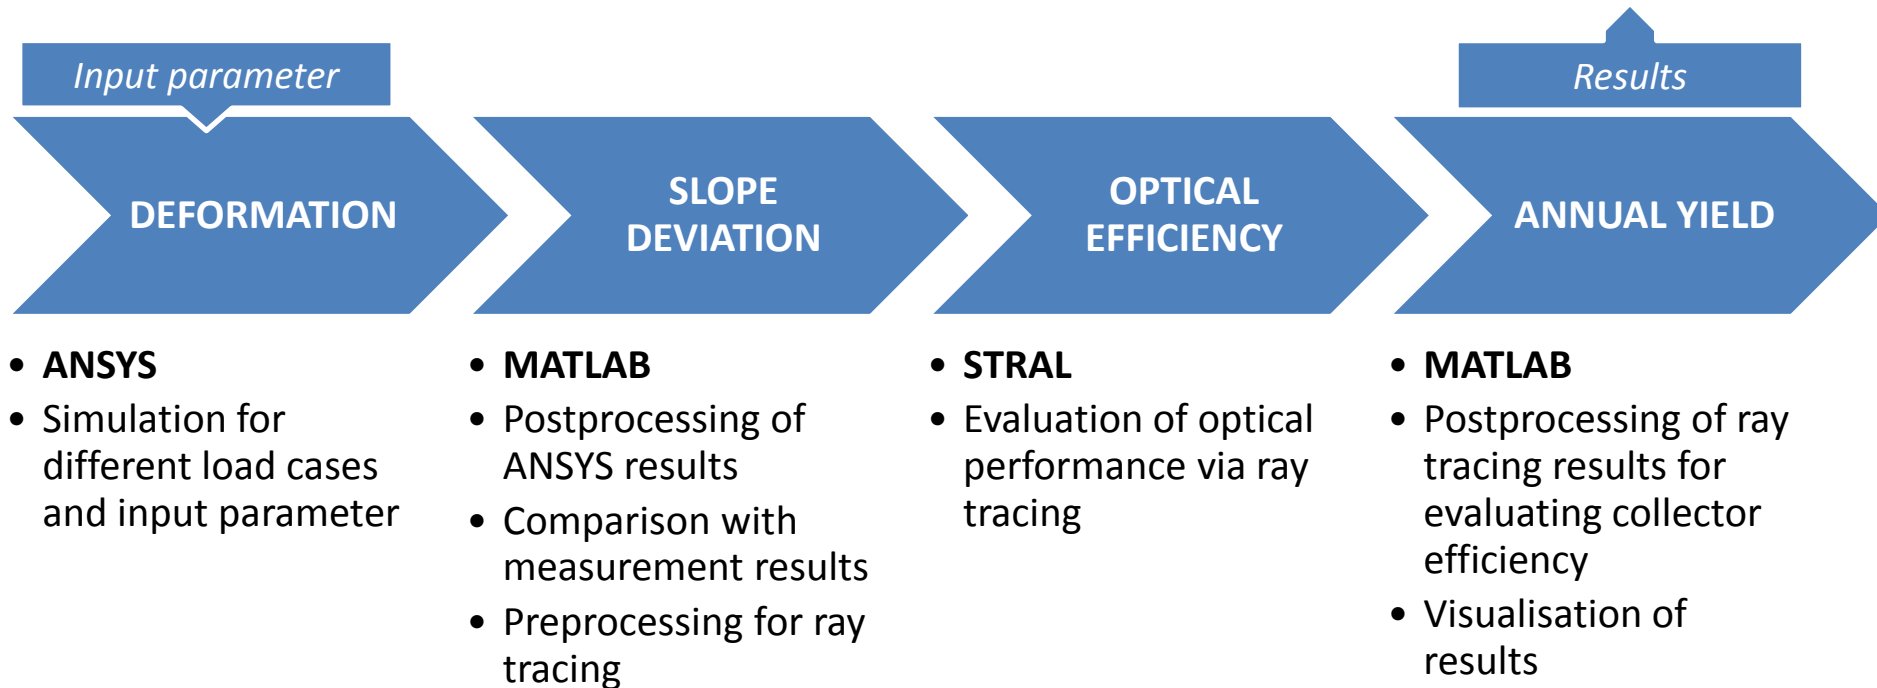 Input parameter
Results
DEFORMATION
SLOPE
DEVIATION
OPTICAL
EFFICIENCY
ANNUAL YIELD
• ANSYS
• Simulation for
different load cases
and input parameter
• MATLAB
• Postprocessing of
ANSYS results
• Comparison with
measurement results
• Preprocessing for ray
tracing
• STRAL
• Evaluation of optical
performance via ray
tracing
• MATLAB
• Postprocessing of ray
tracing results for
evaluating collector
efficiency
• Visualisation of
results